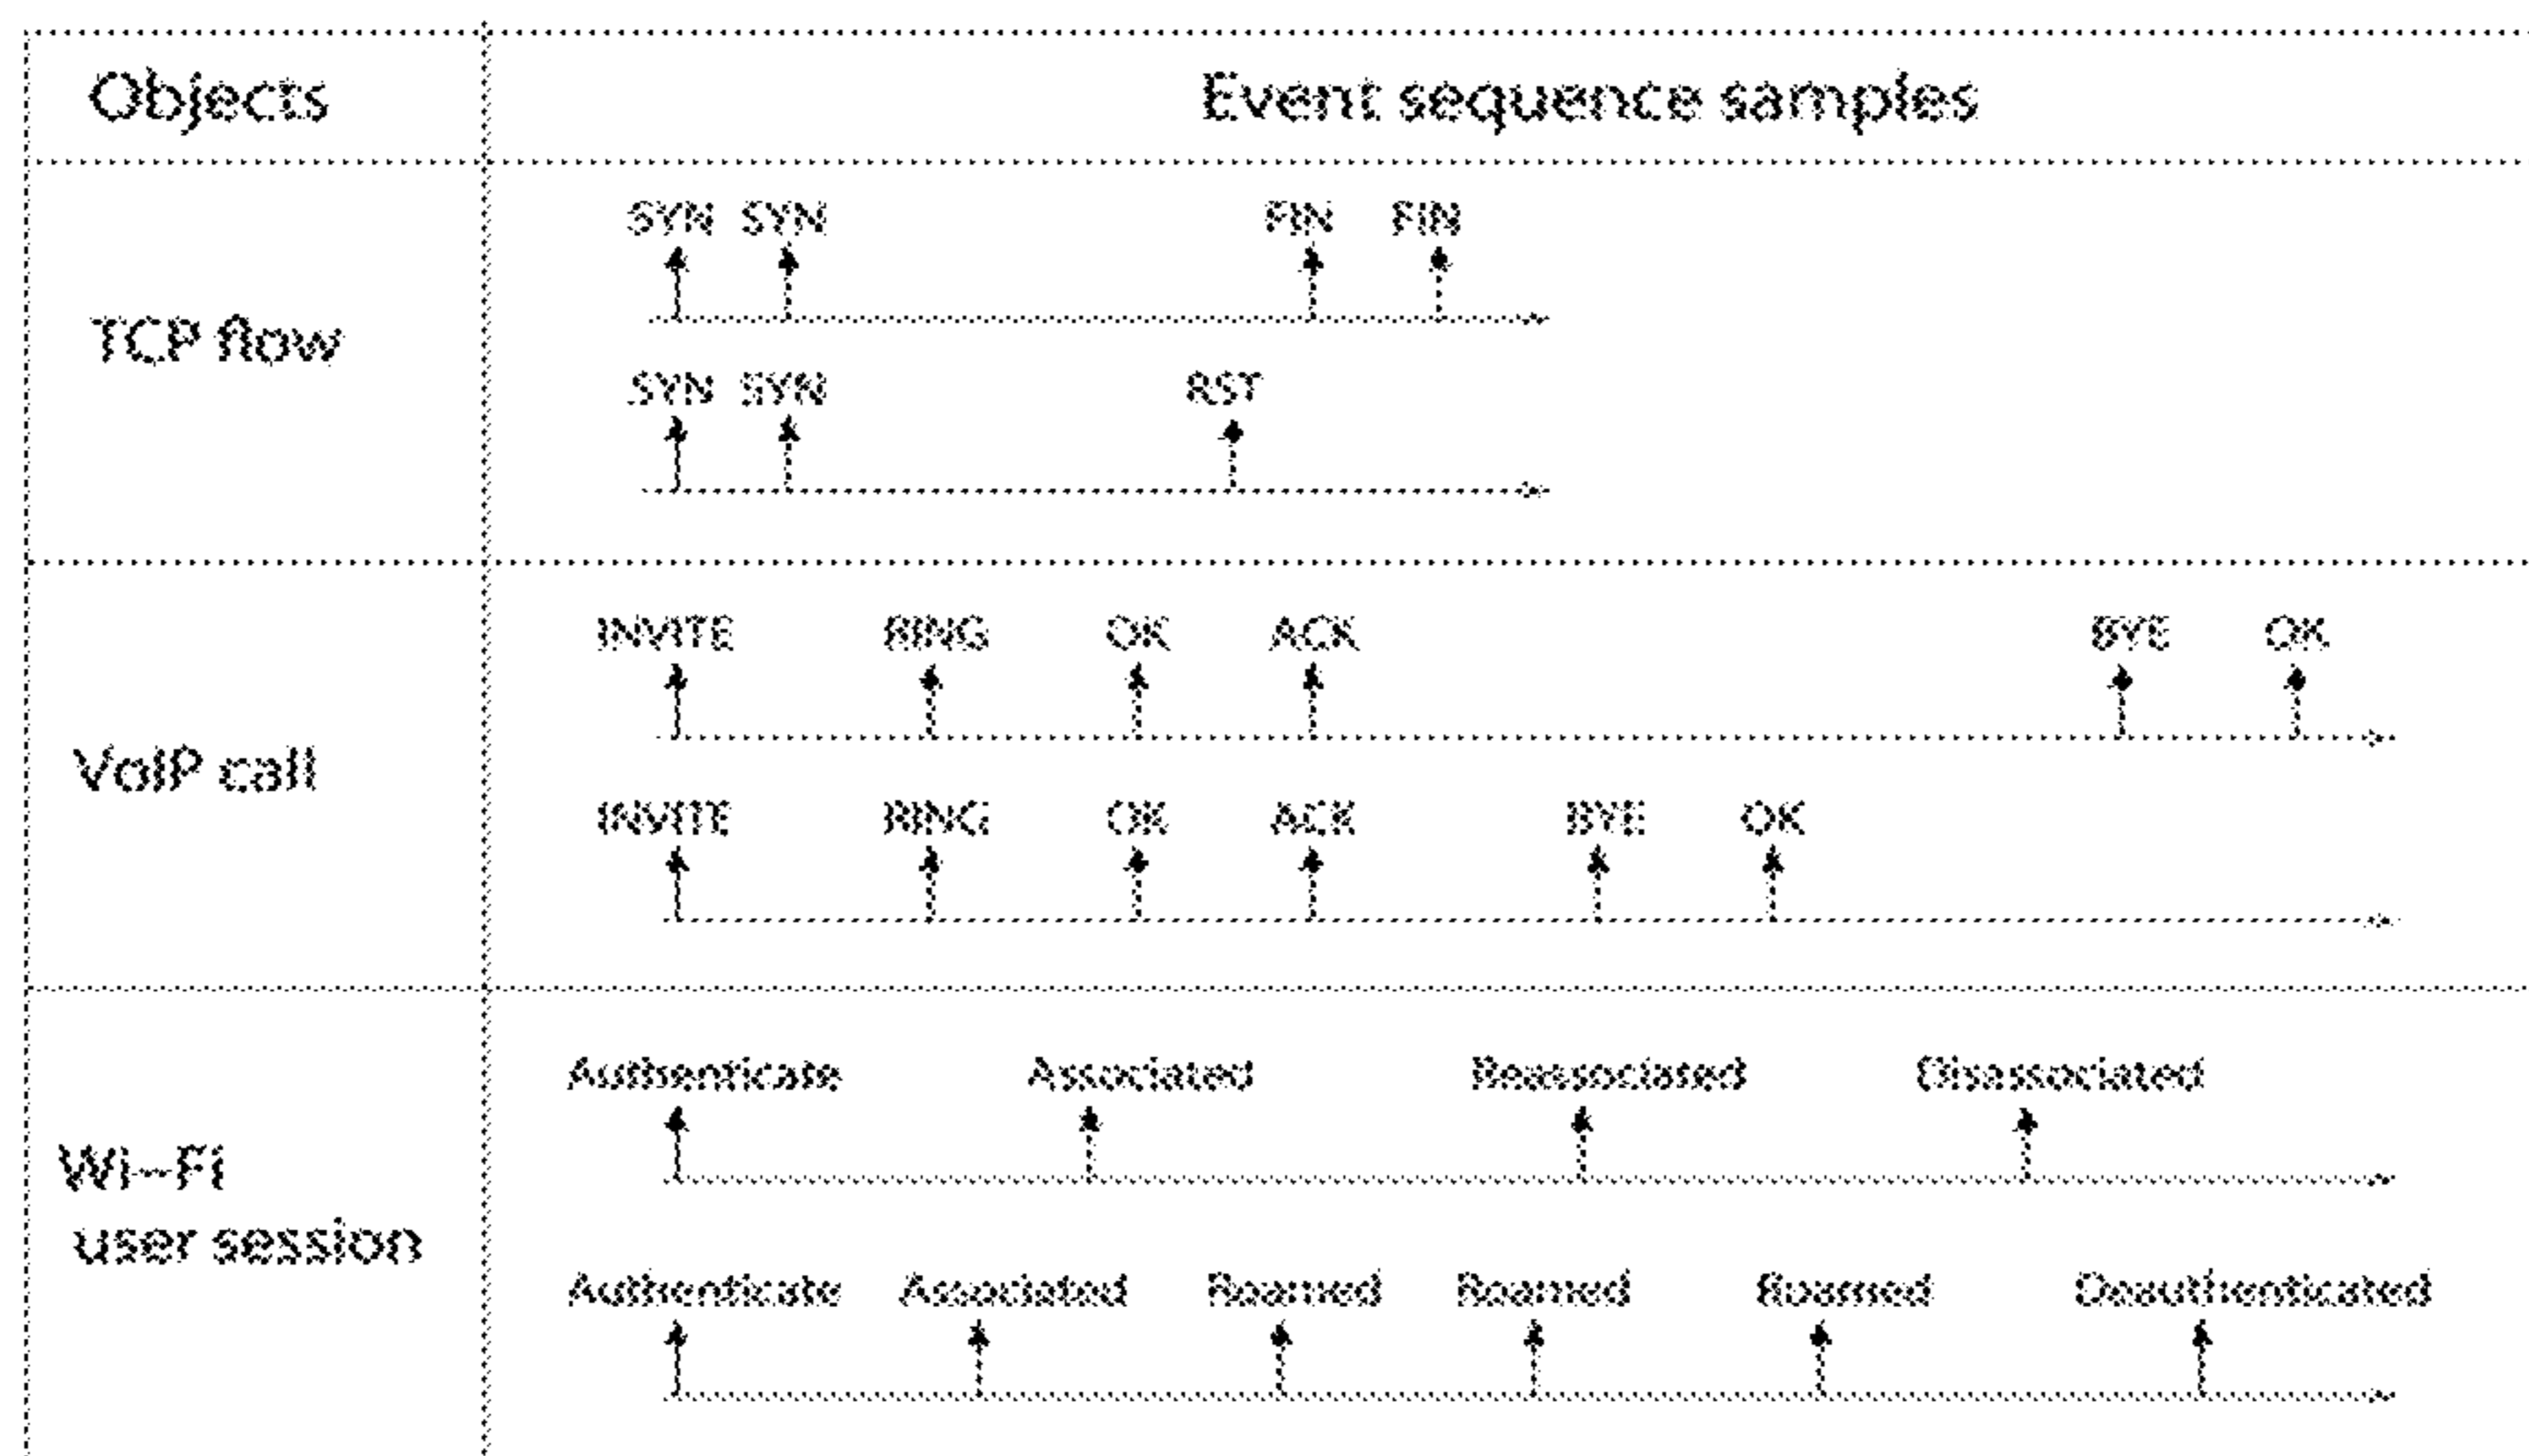 Objects Event sequence samples
SYN SYN FIN FIN
TCP flow
SYN SYN RST
INVITE RING OK ACK BYE OK
VoIP call
INVITE RING OK ACK BYE OK
Authenticate Associated Reassociated Disassociated
Wi-Fi
user session
Authenticate Associated Roamed Roamed Roamed Deauthenticated